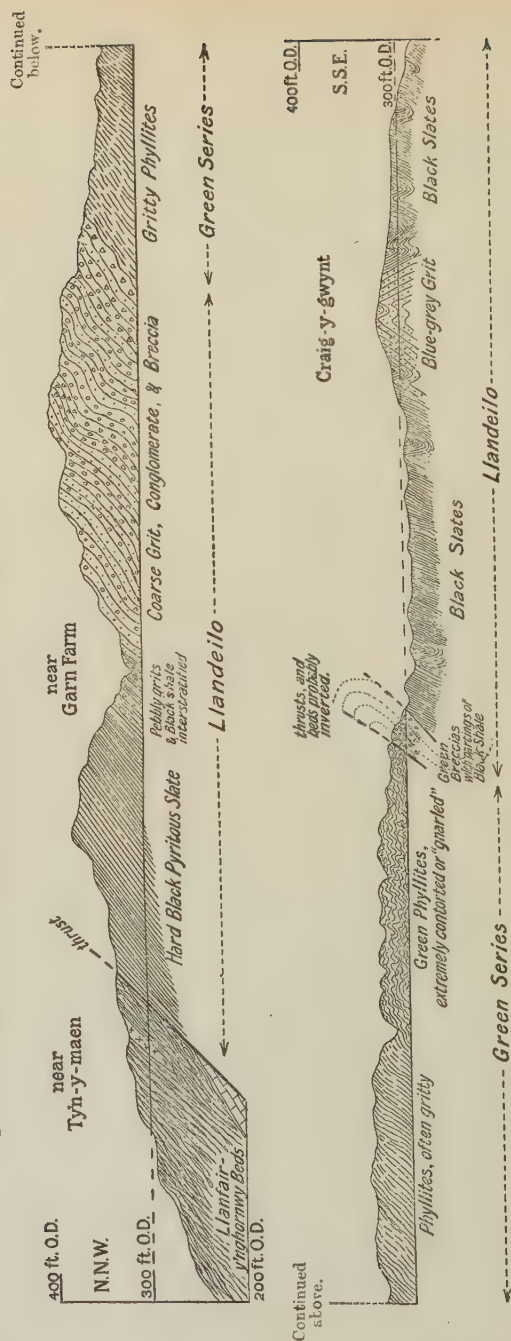 Continued
below.
near
Garn Farm
near
Ty'n-y-maen
thrust
400 ft. O.D.
N.N.W.
300 ft. O.D.
200 ft. O.D.
Llanfair-
y'nghornwy Beds
Hard Black Pyritous Slate
Pebbly grits
& Black shale
interstratified
Coarse Grit, Conglomerate, & Breccia
Gritty Phyllites
Llandeilo
Green Series
Continued
above.
thrusts, and
beds probably
inverted.
Craig-y-gwynt
400 ft. O.D.
S.S.E.
300 ft. O.D.
Phyllites, often gritty
Green Phyllites,
extremely contorted or "gnarled"
Green
Breccias
with partings of
Black Shale
Black Slates
Blue-grey Grit
Black Slates
Green Series
Llandeilo